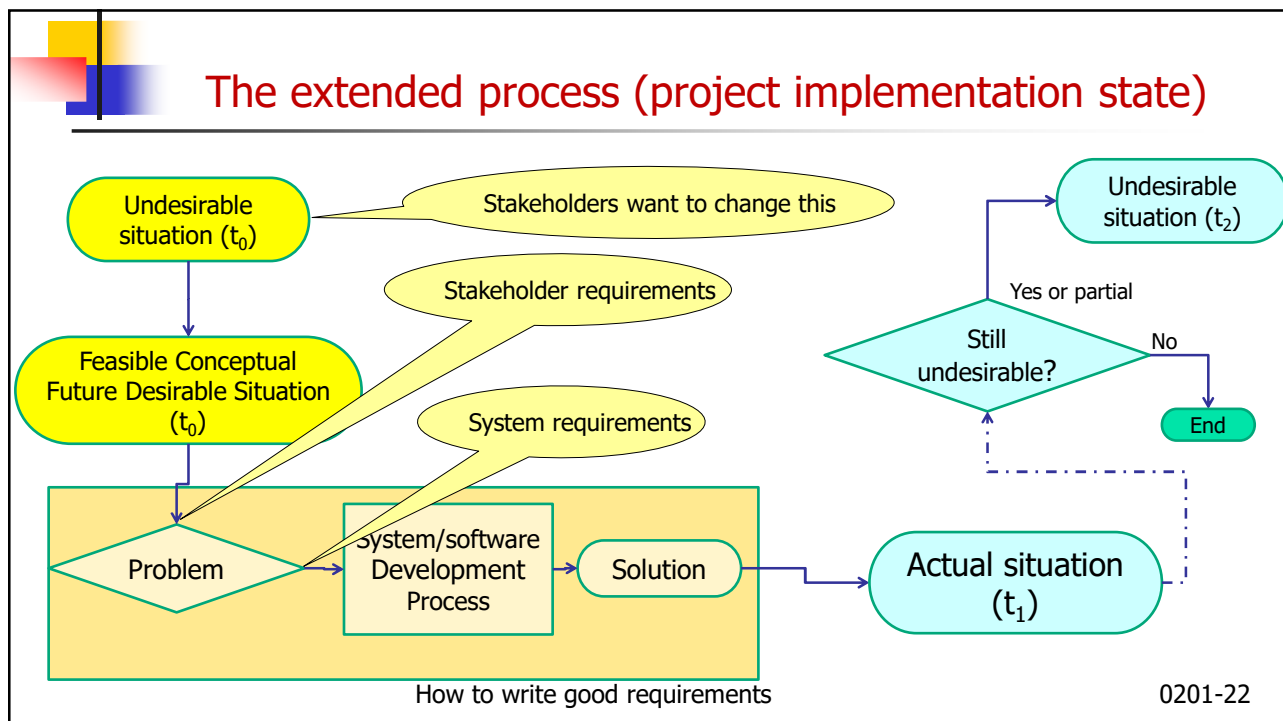 The extended process (project implementation state)
Undesirable
situation (t₀)
Stakeholders want to change this
Undesirable
situation (t₂)
Stakeholder requirements
Yes or partial
Feasible Conceptual
Future Desirable Situation
(t₀)
Still
undesirable?
No
System requirements
End
Problem
System/software
Development
Process
Solution
Actual situation
(t₁)
How to write good requirements
0201-22